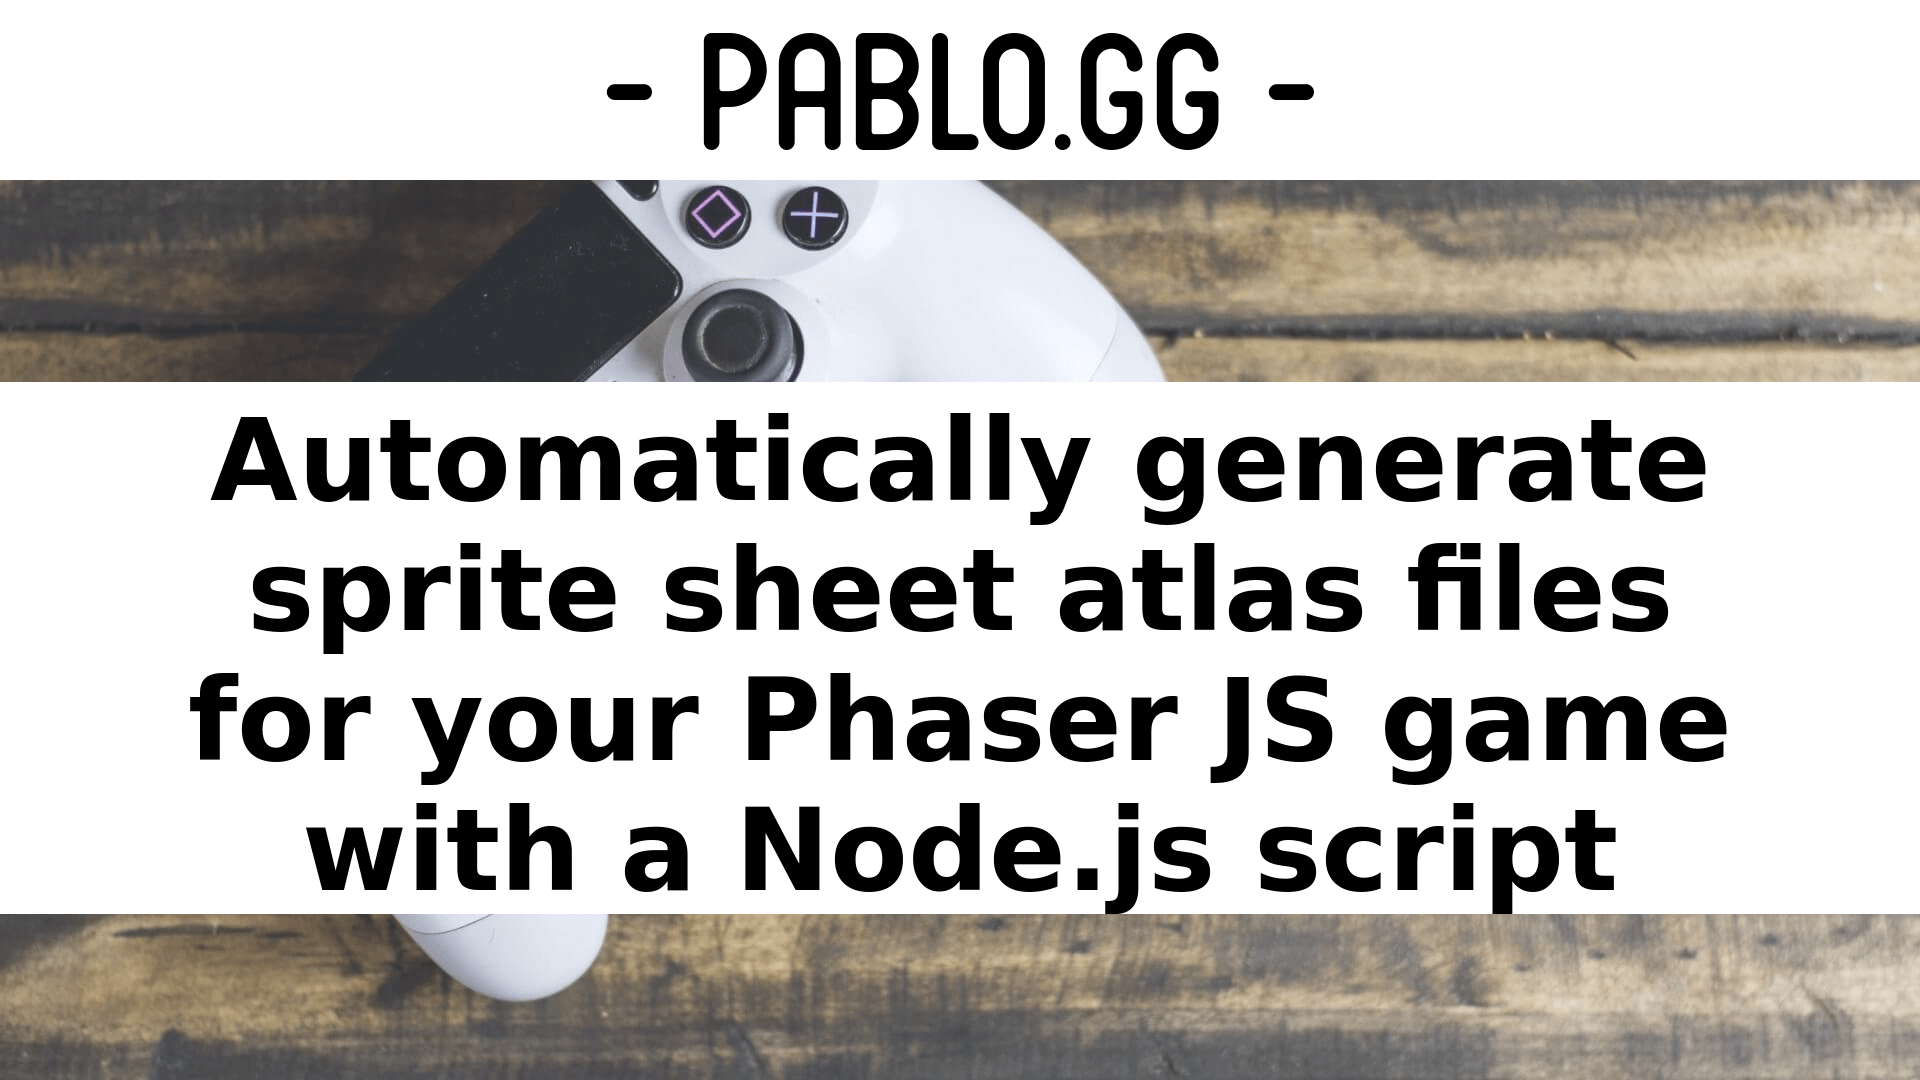 - PABLO.GG -
Automatically generate
sprite sheet atlas files
for your Phaser JS game
with a Node.js script